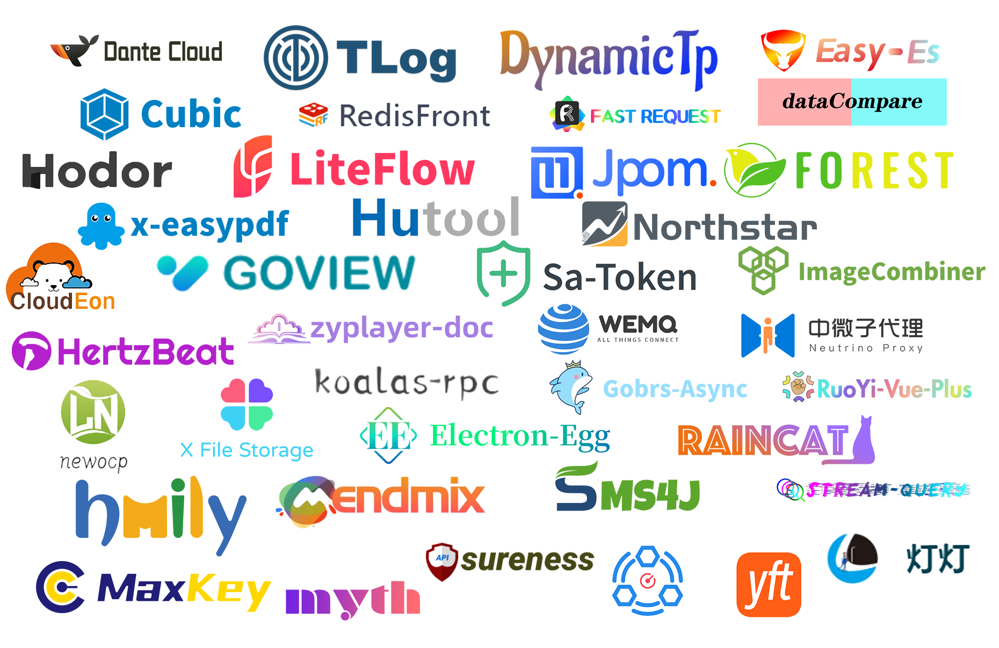 Dante Cloud
TLog
DynamicTp
Easy-Es
Cubic
RF
RedisFront
FAST REQUEST
dataCompare
Hodor
LiteFlow
Jpom.
FOREST
x-easypdf
Hutool
Northstar
CloudEon
GOVIEW
Sa-Token
ImageCombiner
HertzBeat
zyplayer-doc
WEMQ
ALL THINGS CONNECT
中微子代理
Neutrino Proxy
LN
newocp
X File Storage
koalas-rpc
Gobrs-Async
RuoYi-Vue-Plus
EE
Electron-Egg
RAINCAT
hmily
Mendmix
SMS4J
STREAM-QUERY
MaxKey
myth
API
sureness
yft
灯灯